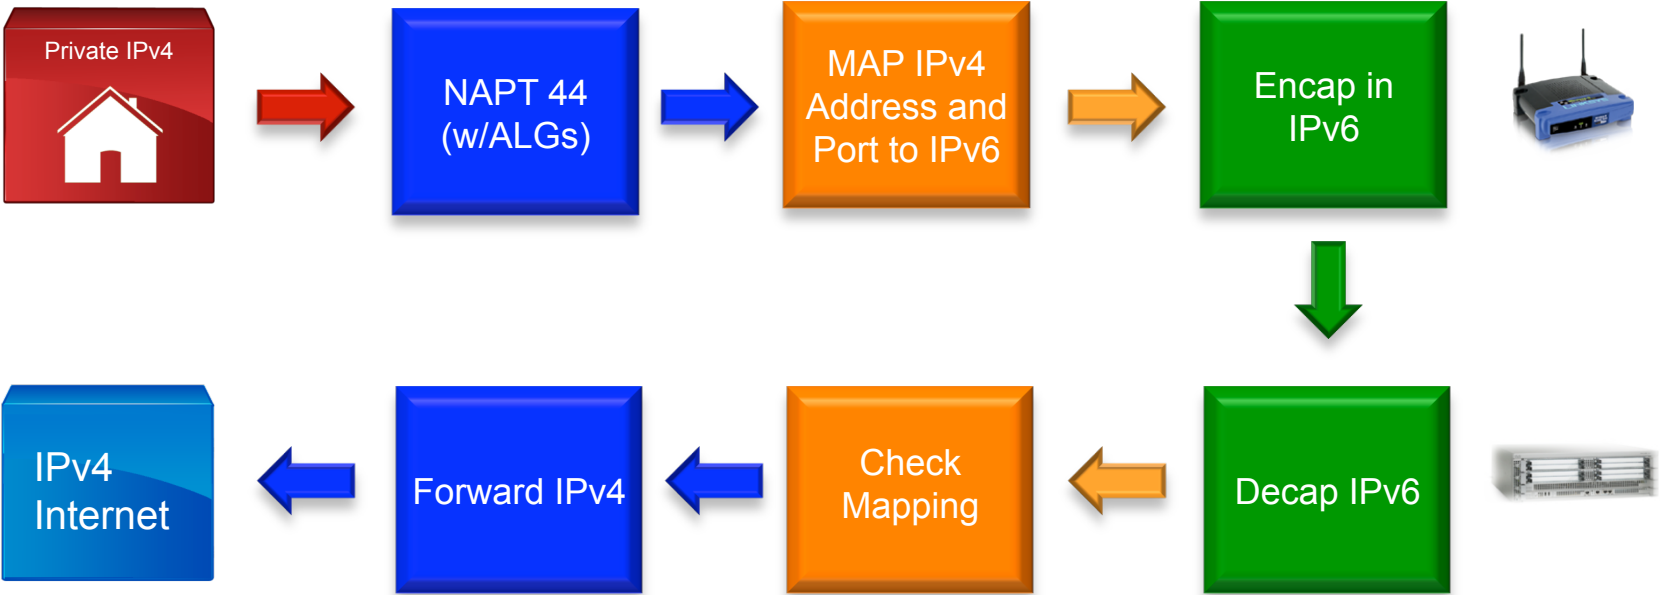 Private IPv4
NAPT 44
(w/ALGs)
MAP IPv4
Address and
Port to IPv6
Encap in
IPv6
IPv4
Internet
Forward IPv4
Check
Mapping
Decap IPv6